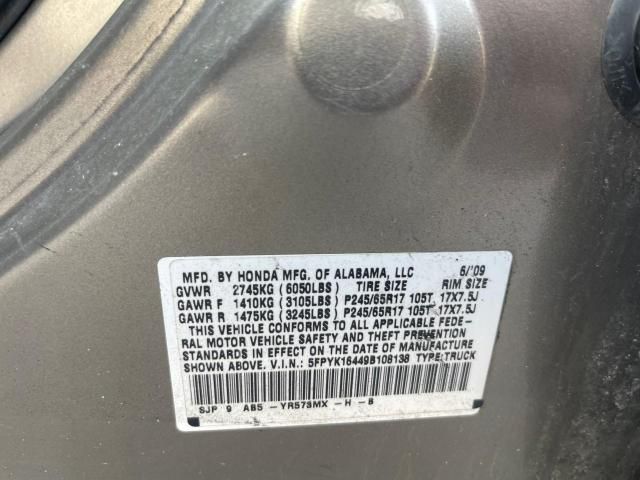 MFD. BY HONDA MFG. OF ALABAMA, LLC 6/'09
GVWR 2745KG (6050LBS) TIRE SIZE RIM SIZE
GAWR F 1410KG (3105LBS) P245/65R17 105T 17X7.5J
GAWR R 1475KG (3245LBS) P245/65R17 105T 17X7.5J
THIS VEHICLE CONFORMS TO ALL APPLICABLE FEDE-
RAL MOTOR VEHICLE SAFETY AND THEFT PREVENTION
STANDARDS IN EFFECT ON THE DATE OF MANUFACTURE
SHOWN ABOVE. V.I.N.: 5FPYK16449B108138 TYPE:TRUCK
SJP 9 AB5 -YR573MX -H -B